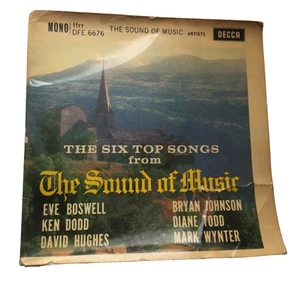 MONO ffrr DFE 6676 THE SOUND OF MUSIC ARTISTS DECCA
THE SIX TOP SONGS
from
The Sound of Music
EVE BOSWELL BRYAN JOHNSON
KEN DODD DIANE TODD
DAVID HUGHES MARK WYNTER